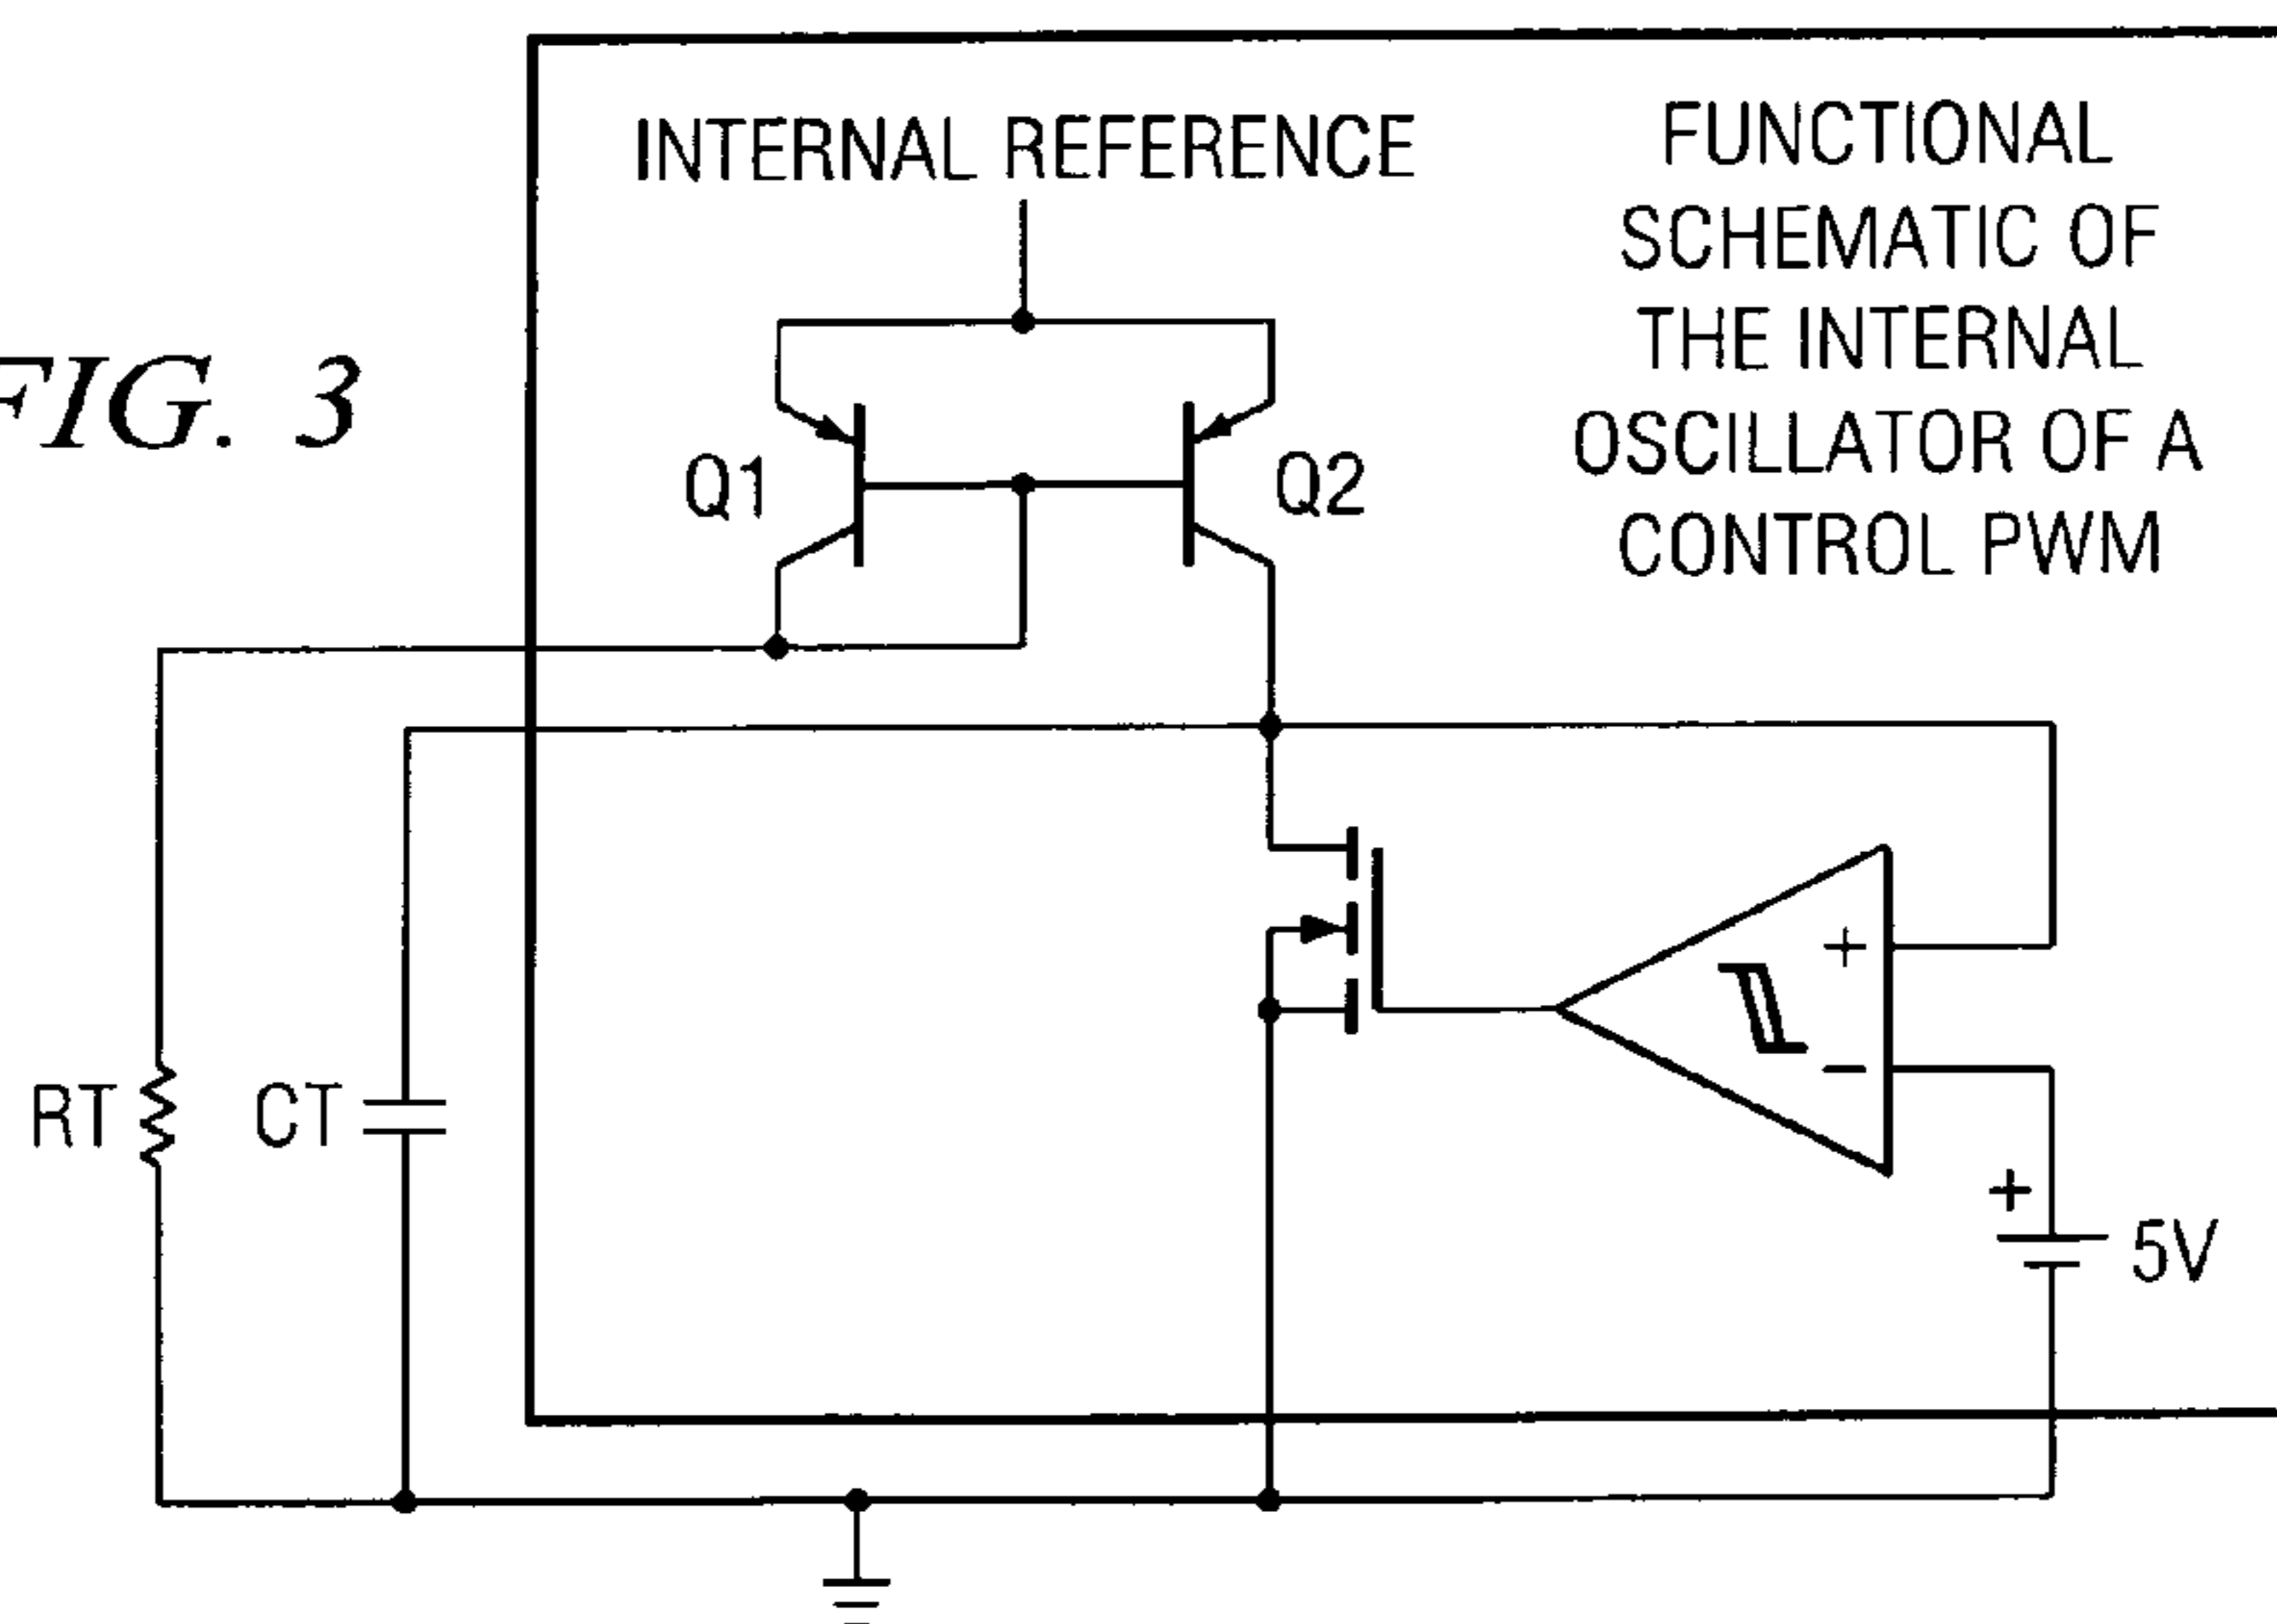 INTERNAL REFERENCE
FUNCTIONAL
SCHEMATIC OF
THE INTERNAL
OSCILLATOR OF A
CONTROL PWM
FIG. 3
Q1
Q2
RT
CT
+
−
+
5V